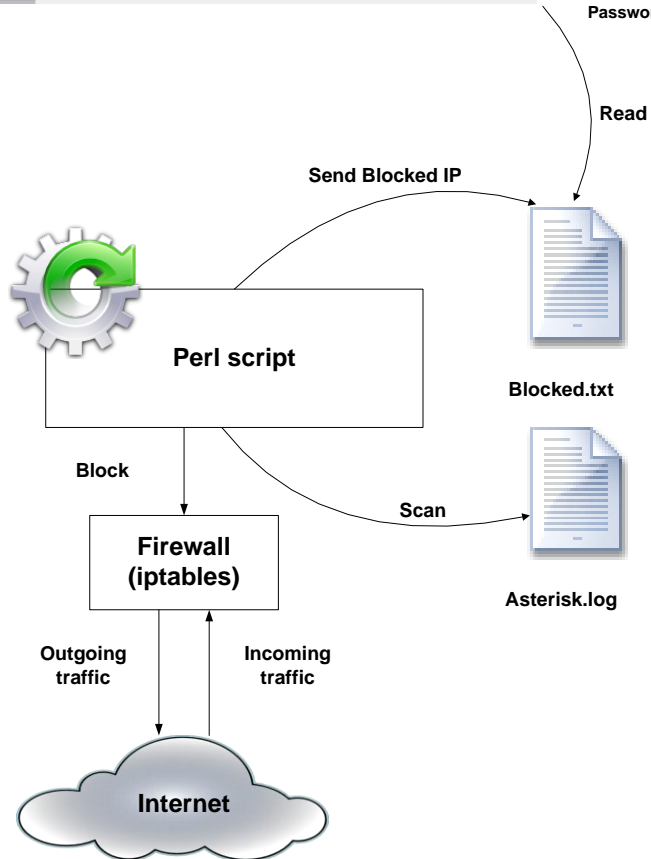 Read
Send Blocked IP
Perl script
Blocked.txt
Block
Scan
Firewall
(iptables)
Asterisk.log
Outgoing
traffic
Incoming
traffic
Internet